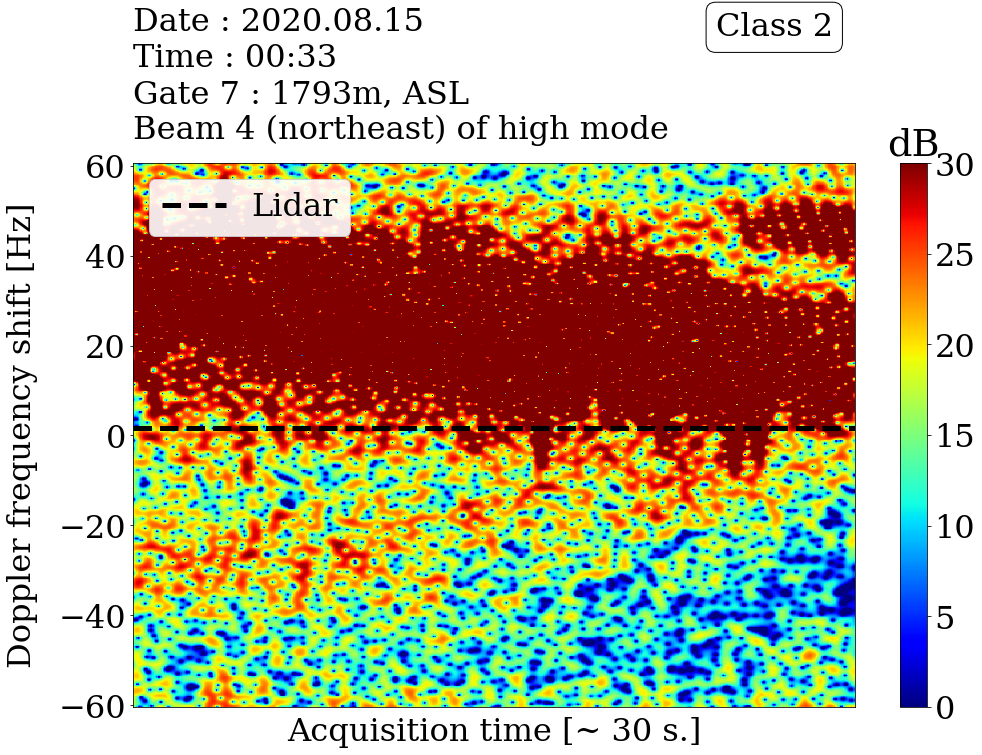 Date : 2020.08.15
Time : 00:33
Gate 7 : 1793m, ASL
Beam 4 (northeast) of high mode
Class 2
dB
Lidar
60
40
20
0
−20
−40
−60
Doppler frequency shift [Hz]
Acquisition time [~ 30 s.]
30
25
20
15
10
5
0